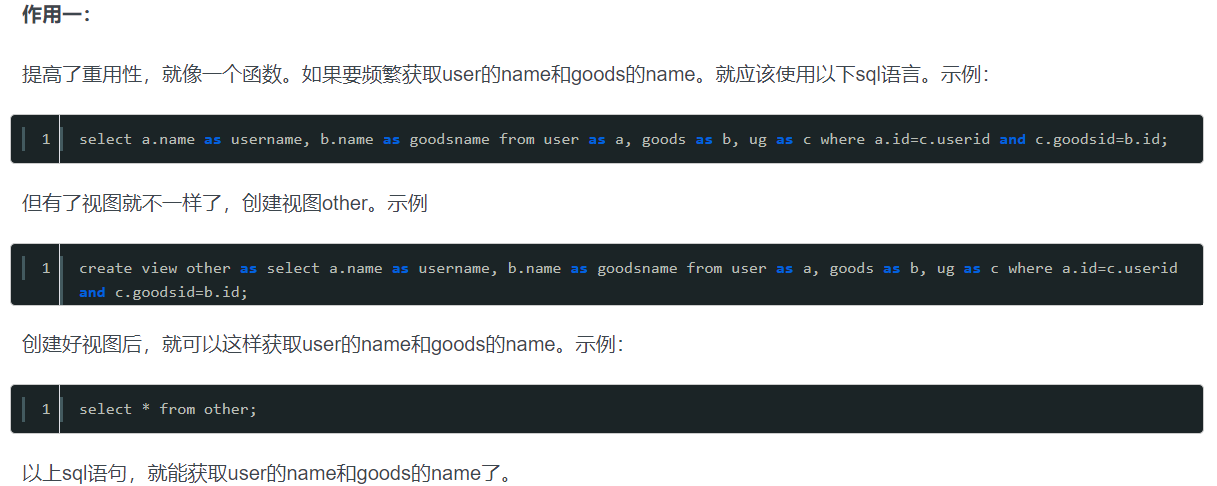 作用一：
提高了重用性，就像一个函数。如果要频繁获取user的name和goods的name。就应该使用以下sql语言。示例：
1 select a.name as username, b.name as goodsname from user as a, goods as b, ug as c where a.id=c.userid and c.goodsid=b.id;
但有了视图就不一样了，创建视图other。示例
1 create view other as select a.name as username, b.name as goodsname from user as a, goods as b, ug as c where a.id=c.userid
and c.goodsid=b.id;
创建好视图后，就可以这样获取user的name和goods的name。示例：
1 select * from other;
以上sql语句，就能获取user的name和goods的name了。